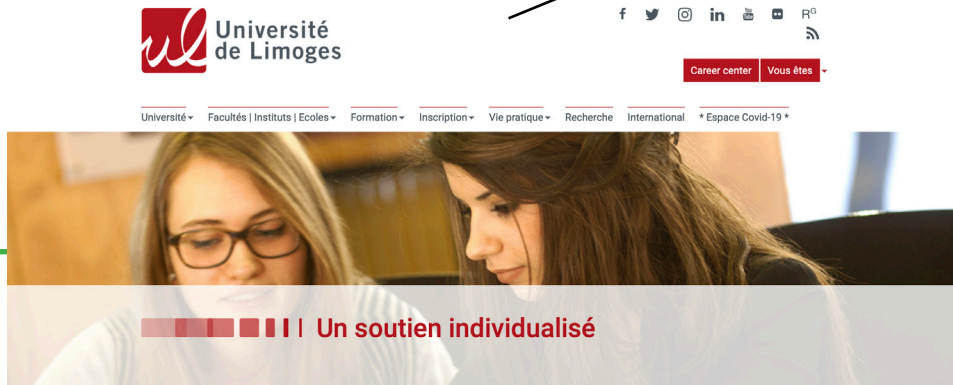 Université
de Limoges
RG
Career center Vous êtes
Université Facultés | Instituts | Ecoles Formation Inscription Vie pratique Recherche International * Espace Covid-19 *
Un soutien individualisé